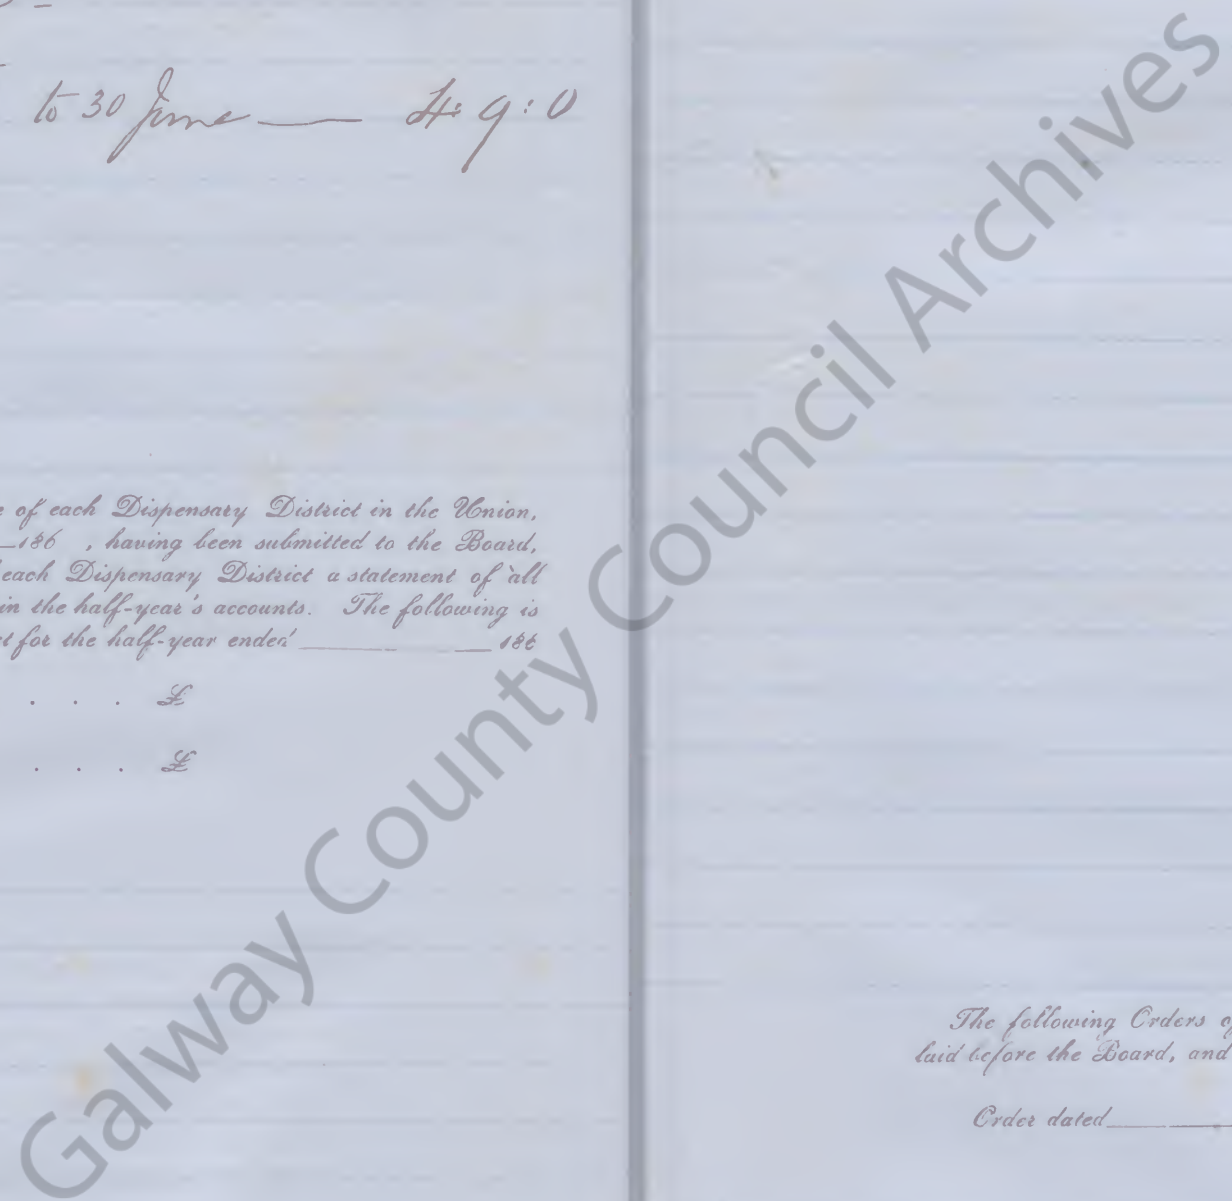 to 30 June — 4: 9: 0
e of each Dispensary District in the Union,
186 , having been submitted to the Board,
each Dispensary District a statement of all
in the half-year's accounts. The following is
t for the half-year ended 186
. . . £
. . . £
The following Orders o
laid before the Board, and
Order dated
Galway County Council Archives